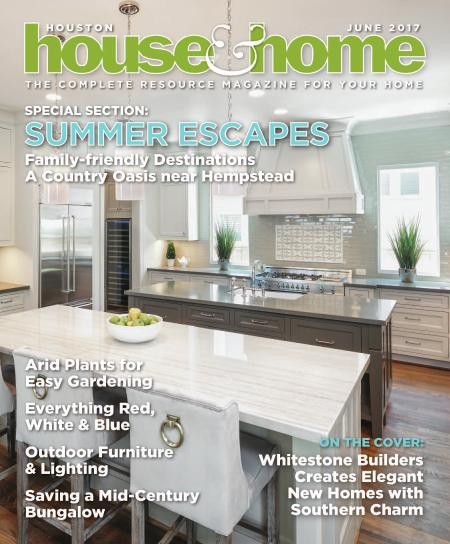 HOUSTON
JUNE 2017
house&home
THE COMPLETE RESOURCE MAGAZINE FOR YOUR HOME
SPECIAL SECTION:
SUMMER ESCAPES
Family-friendly Destinations
A Country Oasis near Hempstead
Arid Plants for
Easy Gardening
Everything Red,
White & Blue
Outdoor Furniture
& Lighting
Saving a Mid-Century
Bungalow
ON THE COVER:
Whitestone Builders
Creates Elegant
New Homes with
Southern Charm